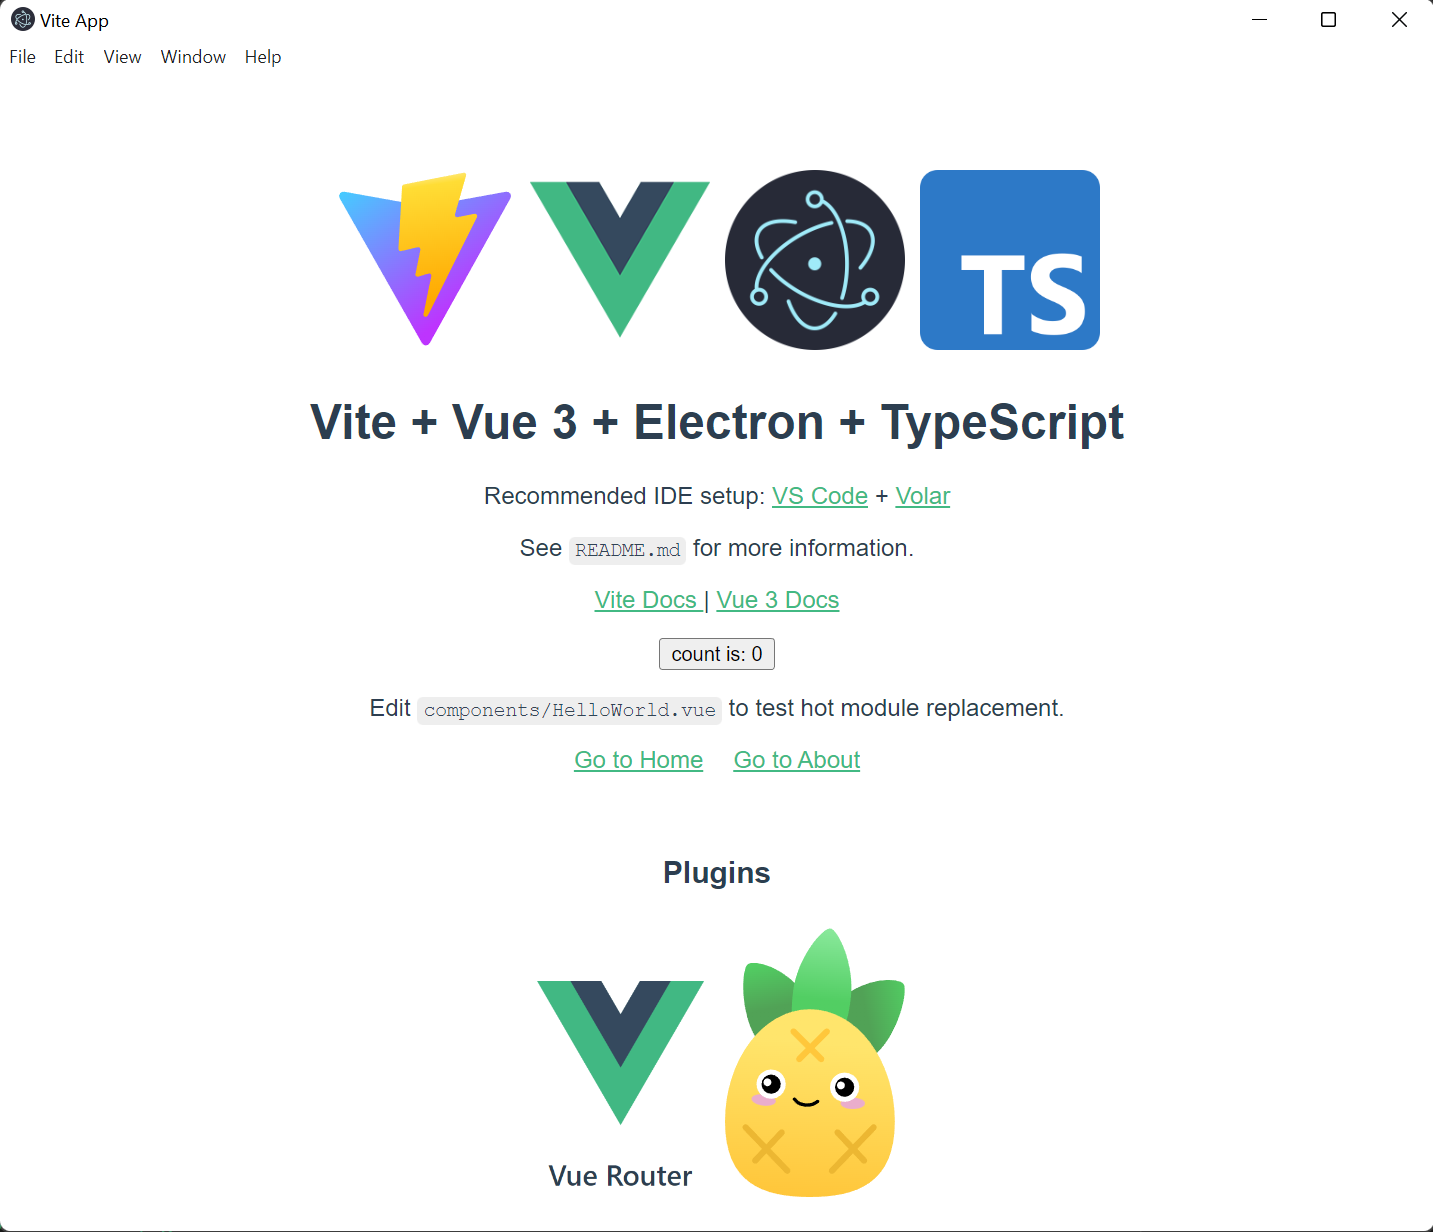 Vite App
File Edit View Window Help
TS
Vite + Vue 3 + Electron + TypeScript
Recommended IDE setup: VS Code + Volar
See README.md for more information.
Vite Docs | Vue 3 Docs
count is: 0
Edit components/HelloWorld.vue to test hot module replacement.
Go to Home Go to About
Plugins
Vue Router